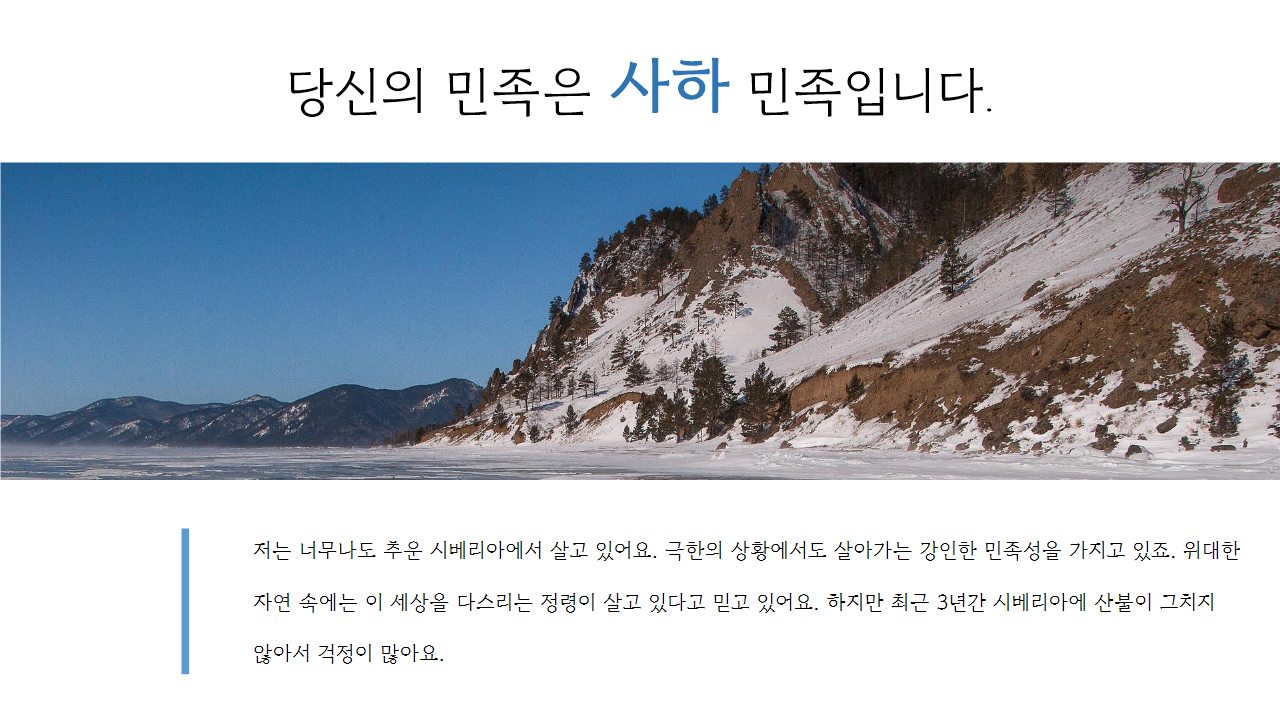 당신의 민족은 사하 민족입니다.
저는 너무나도 추운 시베리아에서 살고 있어요. 극한의 상황에서도 살아가는 강인한 민족성을 가지고 있죠. 위대한
자연 속에는 이 세상을 다스리는 정령이 살고 있다고 믿고 있어요. 하지만 최근 3년간 시베리아에 산불이 그치지
않아서 걱정이 많아요.